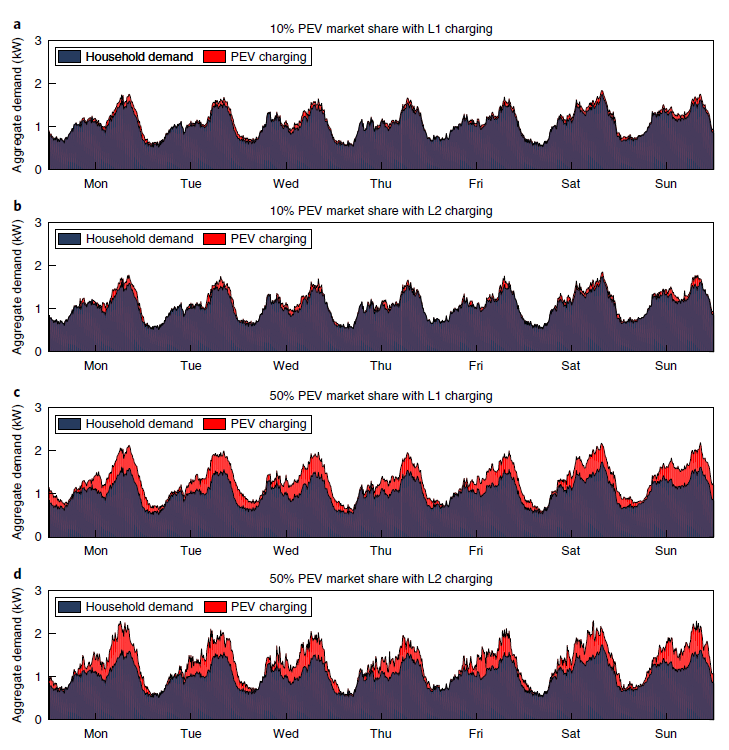 a
10% PEV market share with L1 charging
Aggregate demand (kW)
3
2
1
0
Household demand PEV charging
Mon Tue Wed Thu Fri Sat Sun
b
10% PEV market share with L2 charging
Aggregate demand (kW)
3
2
1
0
Household demand PEV charging
Mon Tue Wed Thu Fri Sat Sun
c
50% PEV market share with L1 charging
Aggregate demand (kW)
3
2
1
0
Household demand PEV charging
Mon Tue Wed Thu Fri Sat Sun
d
50% PEV market share with L2 charging
Aggregate demand (kW)
3
2
1
0
Household demand PEV charging
Mon Tue Wed Thu Fri Sat Sun